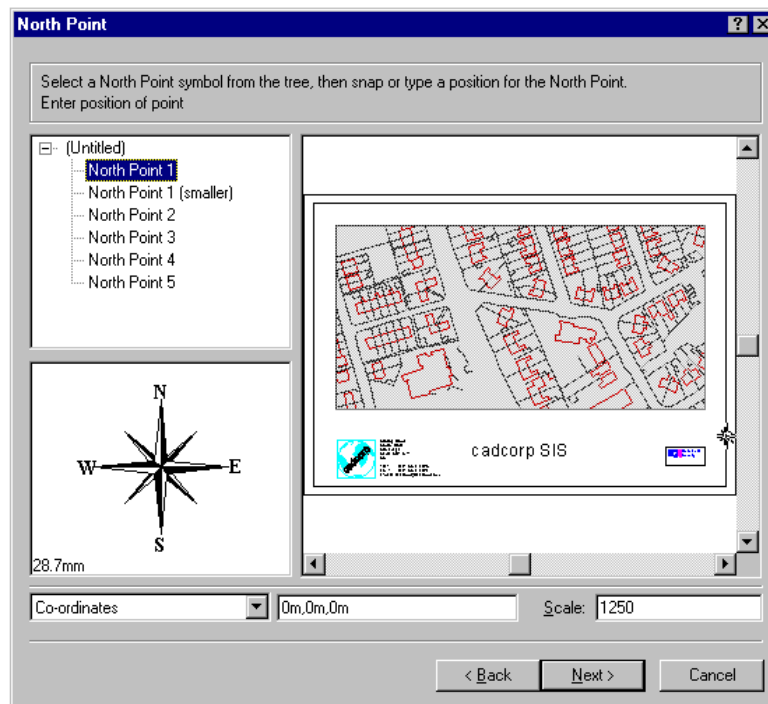 North Point
Select a North Point symbol from the tree, then snap or type a position for the North Point.
Enter position of point
(Untitled)
North Point 1
North Point 1 (smaller)
North Point 2
North Point 3
North Point 4
North Point 5
N
W
E
S
28.7mm
cadcorp
cadcorp SIS
Co-ordinates
0m,0m,0m
Scale:
1250
< Back
Next >
Cancel